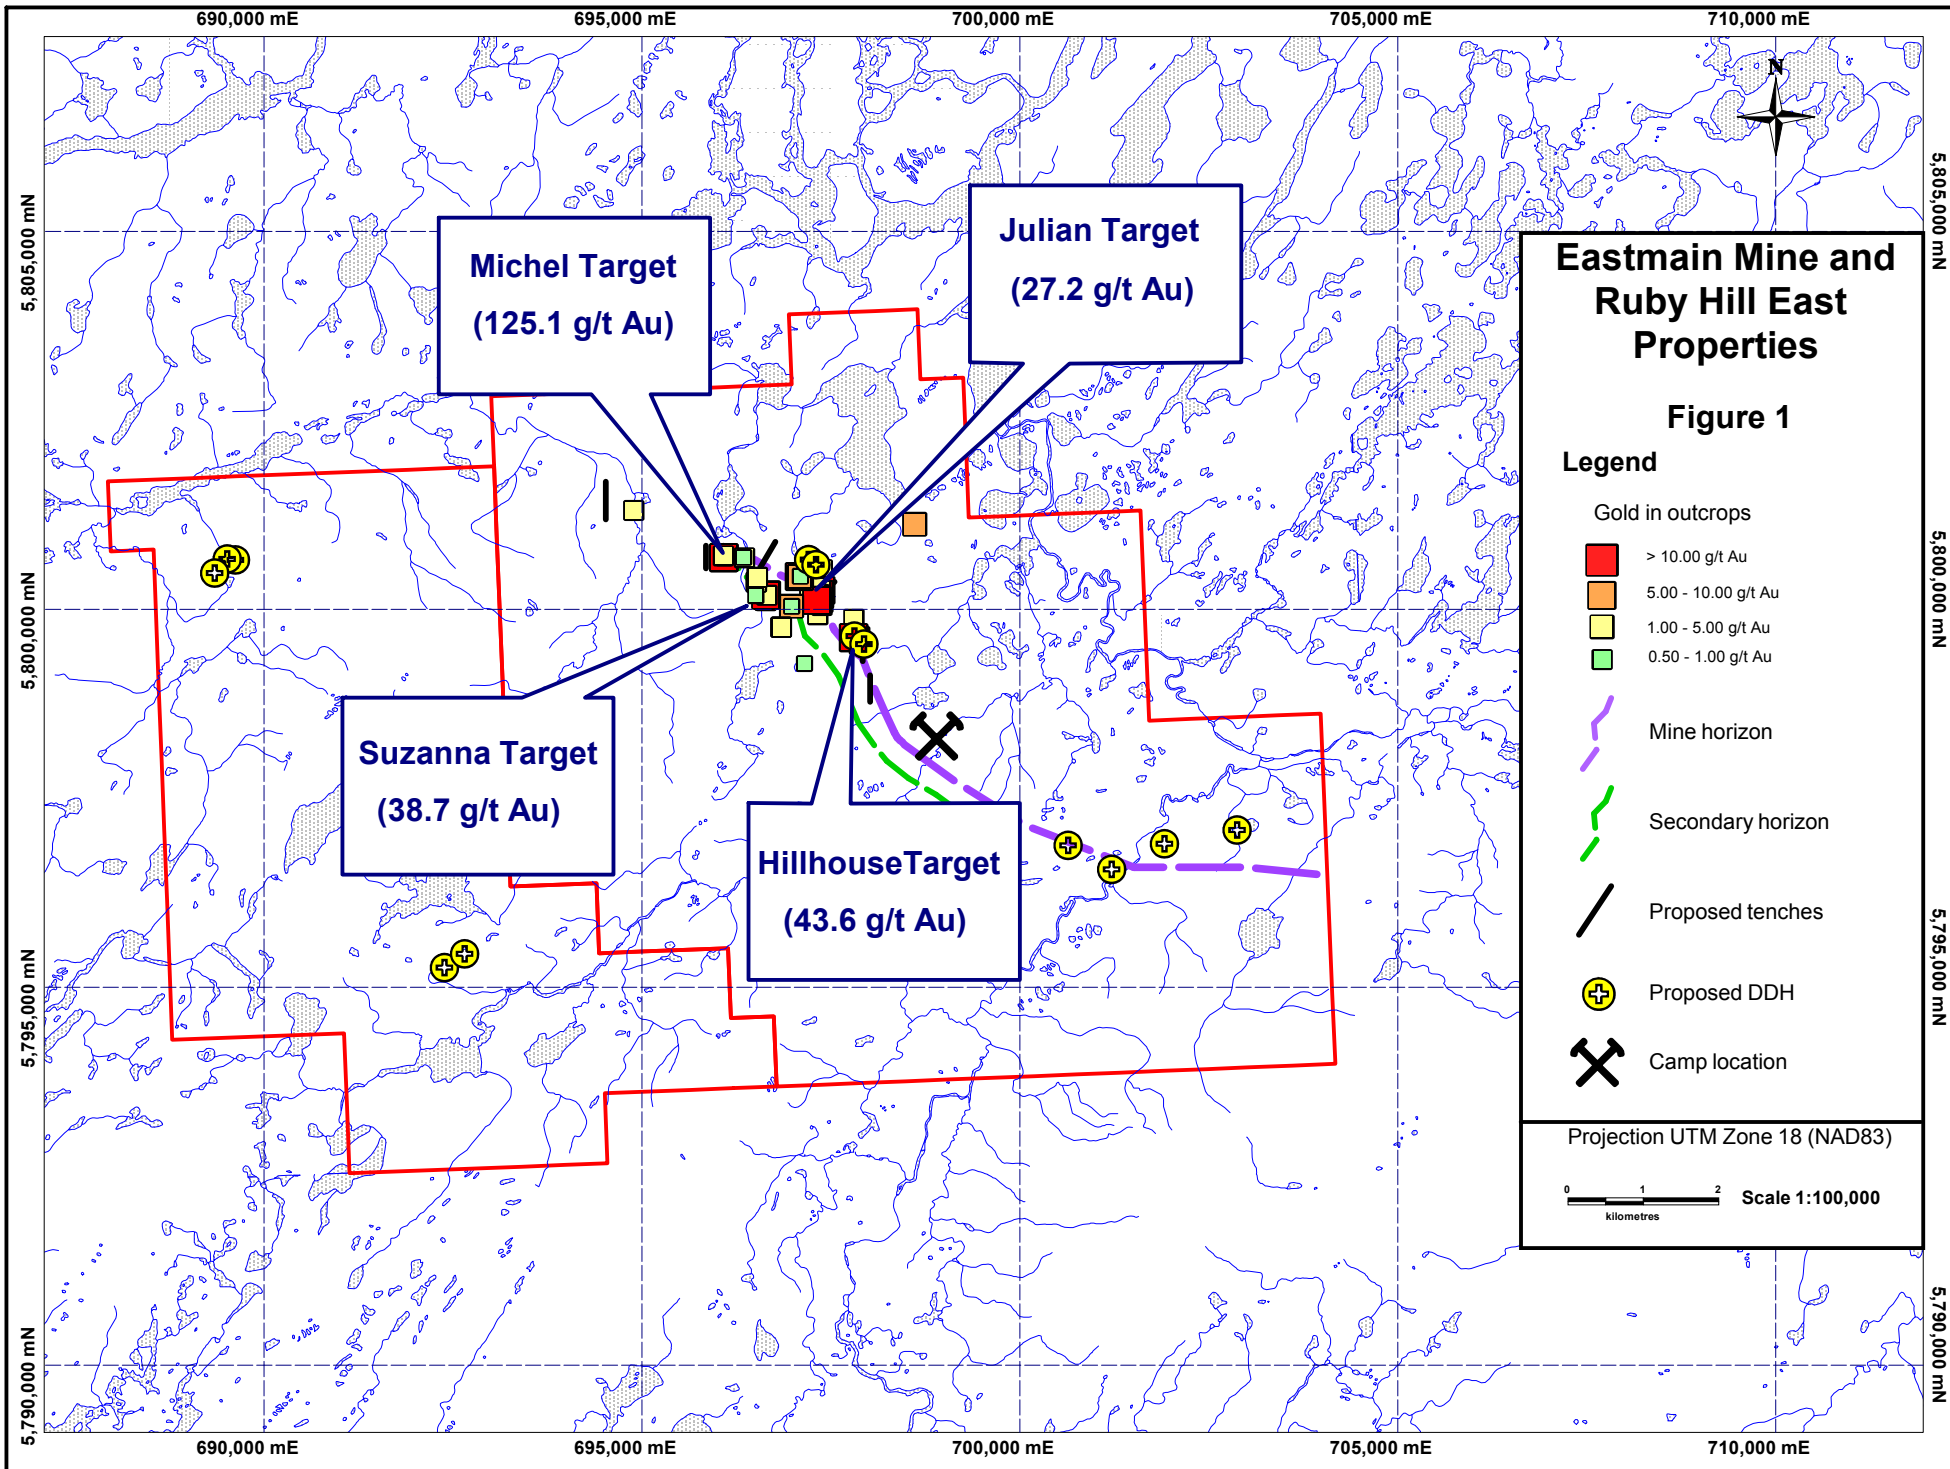 690,000 mE
695,000 mE
700,000 mE
705,000 mE
710,000 mE
5,805,000 mN
5,805,000 mN
5,800,000 mN
5,800,000 mN
5,795,000 mN
5,795,000 mN
5,790,000 mN
5,790,000 mN
N
Michel Target
(125.1 g/t Au)
Julian Target
(27.2 g/t Au)
Suzanna Target
(38.7 g/t Au)
HillhouseTarget
(43.6 g/t Au)
Eastmain Mine and
Ruby Hill East
Properties
Figure 1
Legend
Gold in outcrops
> 10.00 g/t Au
5.00 - 10.00 g/t Au
1.00 - 5.00 g/t Au
0.50 - 1.00 g/t Au
Mine horizon
Secondary horizon
Proposed tenches
Proposed DDH
Camp location
Projection UTM Zone 18 (NAD83)
0 1 2
kilometres
Scale 1:100,000
690,000 mE
695,000 mE
700,000 mE
705,000 mE
710,000 mE